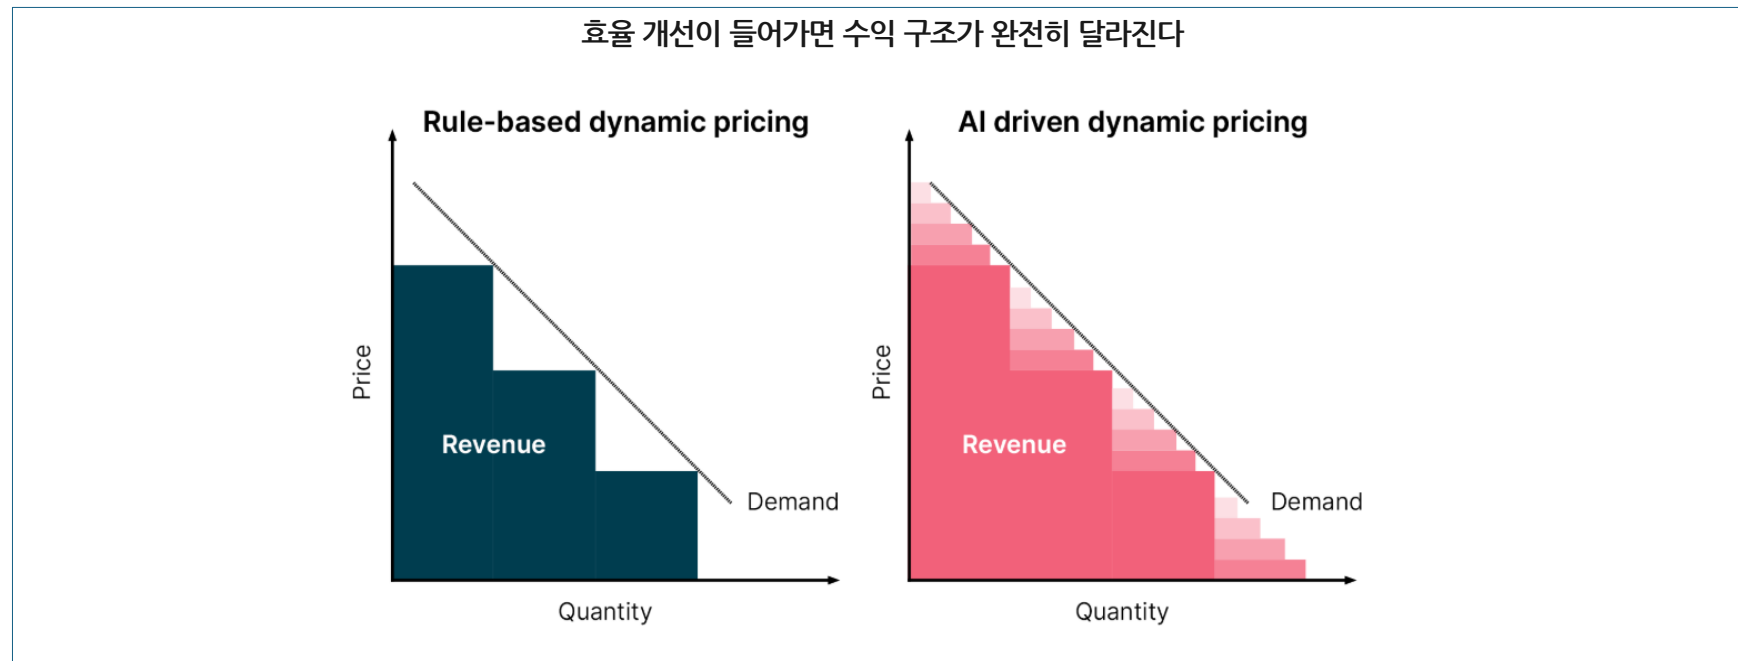 효율 개선이 들어가면 수익 구조가 완전히 달라진다
Rule-based dynamic pricing
Price
Revenue
Demand
Quantity
AI driven dynamic pricing
Price
Revenue
Demand
Quantity